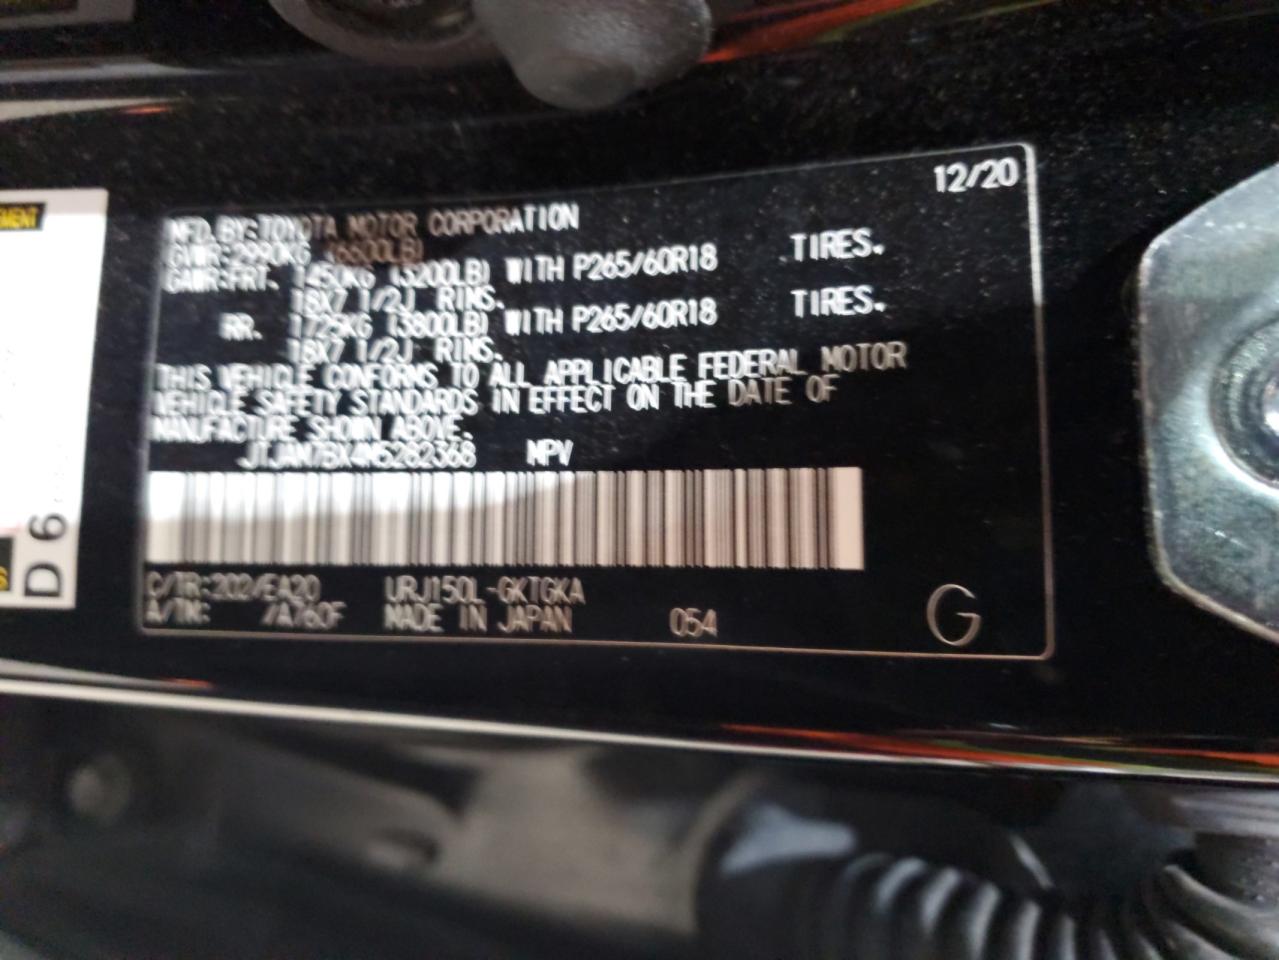 12/20
MFD.BY:TOYOTA MOTOR CORPORATION
GVWR:2990KG (6600LB)
GAWR:FRT. 1450KG (3200LB) WITH P265/60R18 TIRES.
18X7 1/2J RIMS.
RR. 1725KG (3800LB) WITH P265/60R18 TIRES.
18X7 1/2J RIMS.
THIS VEHICLE CONFORMS TO ALL APPLICABLE FEDERAL MOTOR
VEHICLE SAFETY STANDARDS IN EFFECT ON THE DATE OF
MANUFACTURE SHOWN ABOVE.
JTJAM7BX4M5282368 MPV
C/TR:202/EA20 URJ150L-GKTGKA
A/TM: /A760F MADE IN JAPAN 054
G
D 6